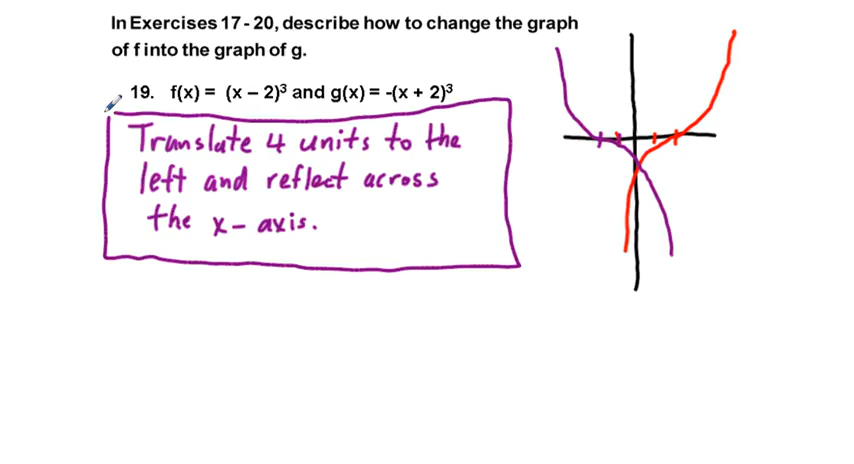 In Exercises 17 - 20, describe how to change the graph
of f into the graph of g.
19. f(x) = (x – 2)³ and g(x) = -(x + 2)³
Translate 4 units to the
left and reflect across
the x-axis.